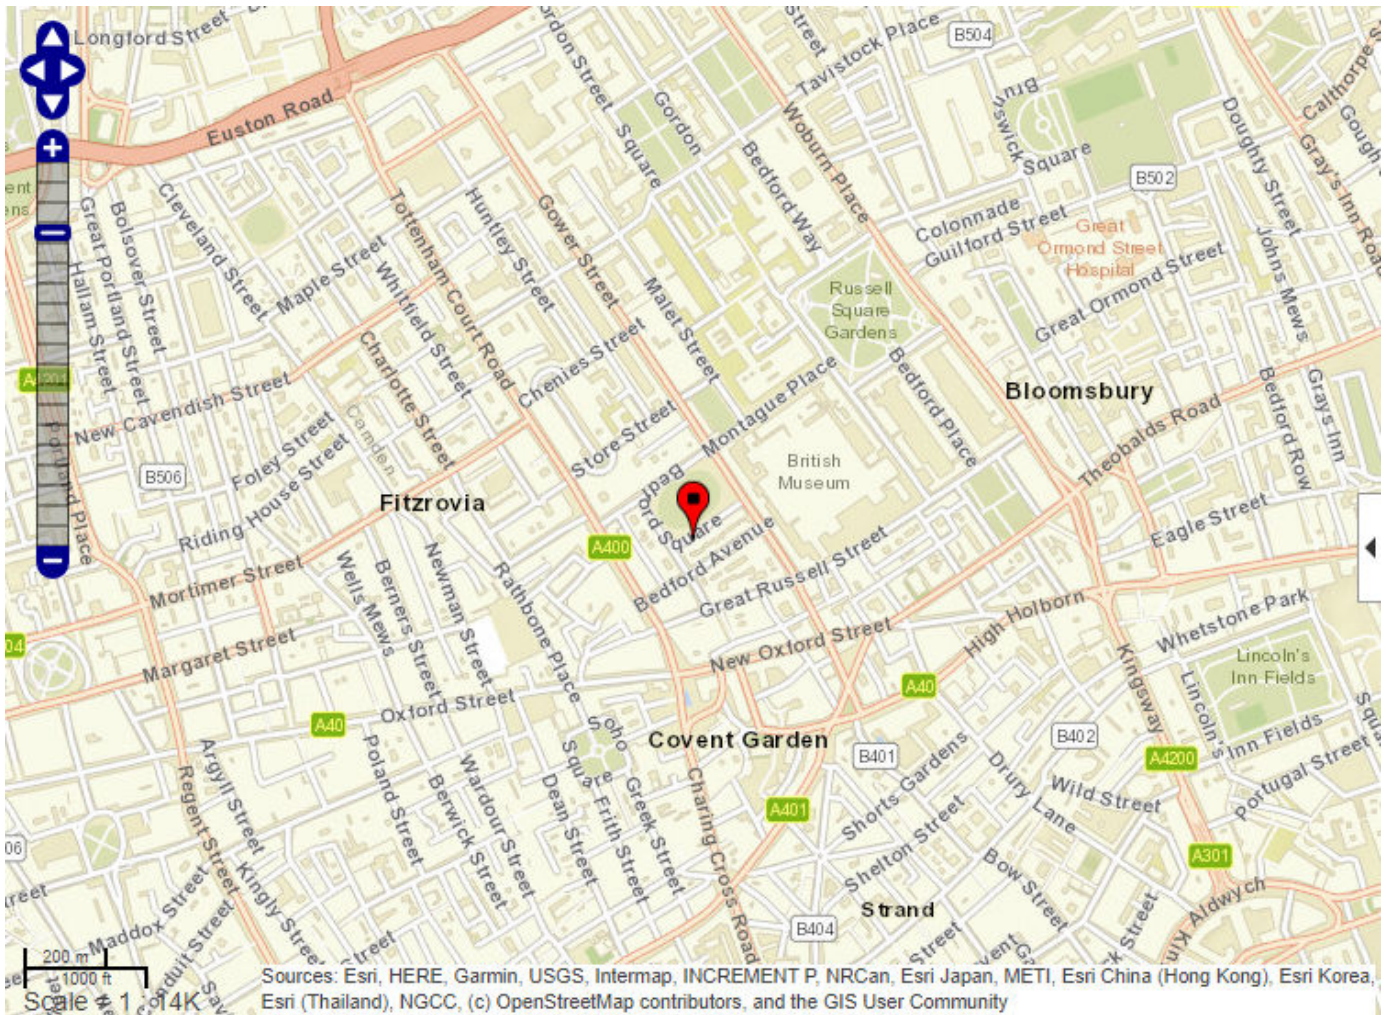 Longford Street
Euston Road
Gordon Street
Gordon
Square
Tavistock Place
B504
Woburn Place
Bedford Way
Brunswick Square
B502
Doughty Street
Calthorpe S
Gough
Gray's Inn Road
Colonnade
Guilford Street
Great
Ormond Street
Hospital
Great Ormond Street
Johns Mews
Bedford Row
Grays Inn
Russell
Square
Gardens
Bedford Place
Bloomsbury
Theobalds Road
Eagle Street
Cleveland Street
Bolsover Street
Great Portland Street
Hallam Street
Maple Street
Whitfield Street
Tottenham Court Road
Huntley Street
Gower Street
Malet Street
Chenies Street
Store Street
Montague Place
British
Museum
Bedford Square
Bedford Avenue
Great Russell Street
New Oxford Street
High Holborn
New Cavendish Street
Charlotte Street
Camden
Foley Street
Riding House Street
B506
Portland Place
Fitzrovia
A400
Mortimer Street
Margaret Street
Wells Mews
Berners Street
Newman Street
Rathbone Place
Oxford Street
A40
A40
04
Whetstone Park
Lincoln's
Inn Fields
Kingsway
Lincoln's
Inn Fields
Portugal Street
A4200
A301
Aldwych
Covent Garden
B401
B402
A401
Soho
Square
Greek Street
Frith Street
Dean Street
Wardour Street
Berwick Street
Poland Street
Argyll Street
Regent Street
Kingly Street
Maddox Street
Conduit Street
Charing Cross Road
Shorts Gardens
Shelton Street
Drury Lane
Wild Street
Bow Street
Strand
B404
06
200 m
1000 ft
Scale = 1 : 14K
Sources: Esri, HERE, Garmin, USGS, Intermap, INCREMENT P, NRCan, Esri Japan, METI, Esri China (Hong Kong), Esri Korea,
Esri (Thailand), NGCC, (c) OpenStreetMap contributors, and the GIS User Community